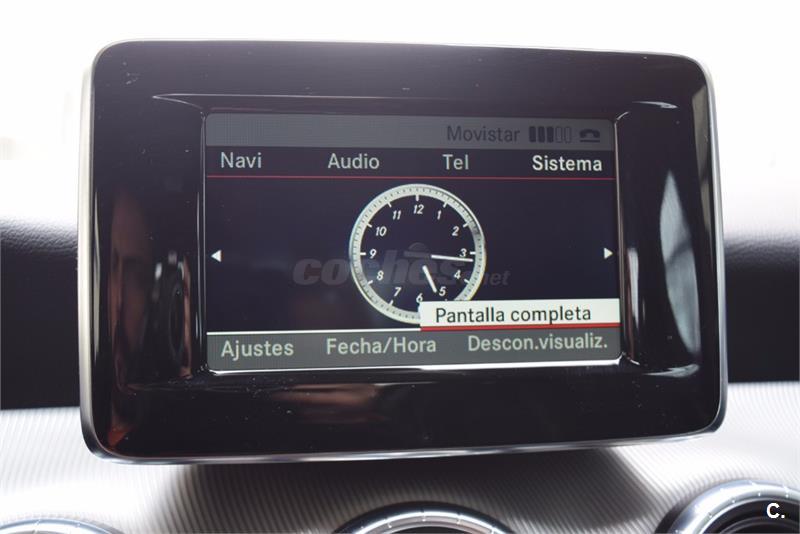 Movistar
Navi Audio Tel Sistema
12
11 1
10 2
9 3
8 4
7 5
6
coches.net
Pantalla completa
Ajustes Fecha/Hora Descon.visualiz.
C.